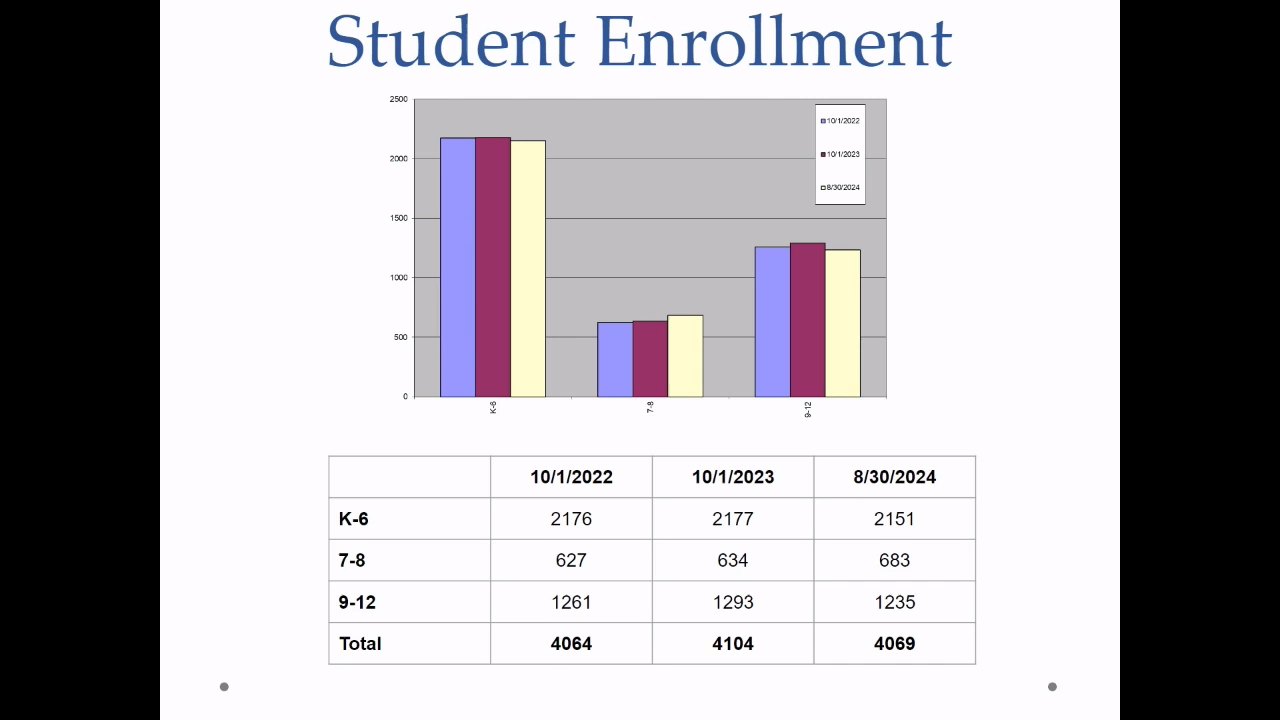 Student Enrollment
2500
2000
1500
1000
500
0
10/1/2022
10/1/2023
8/30/2024
K-6
7-8
9-12
10/1/2022 10/1/2023 8/30/2024
K-6 2176 2177 2151
7-8 627 634 683
9-12 1261 1293 1235
Total 4064 4104 4069